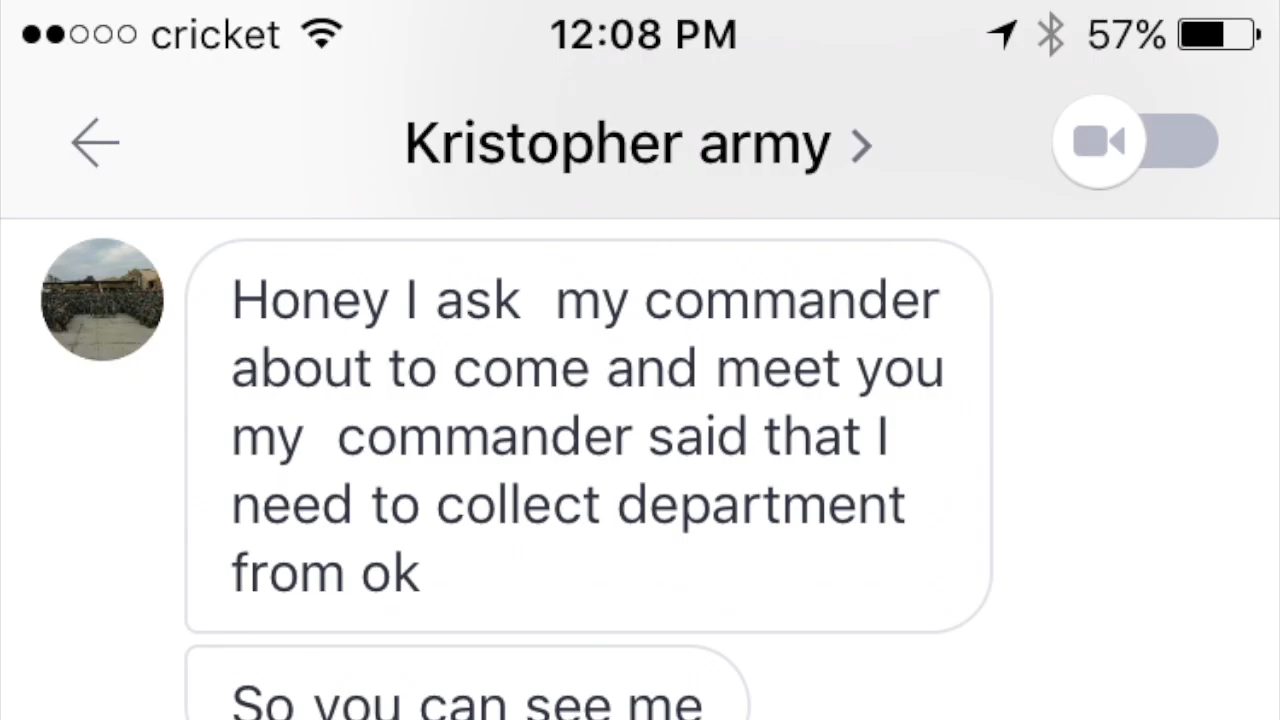 cricket 12:08 PM 57%
Kristopher army
Honey I ask my commander
about to come and meet you
my commander said that I
need to collect department
from ok
So you can see me